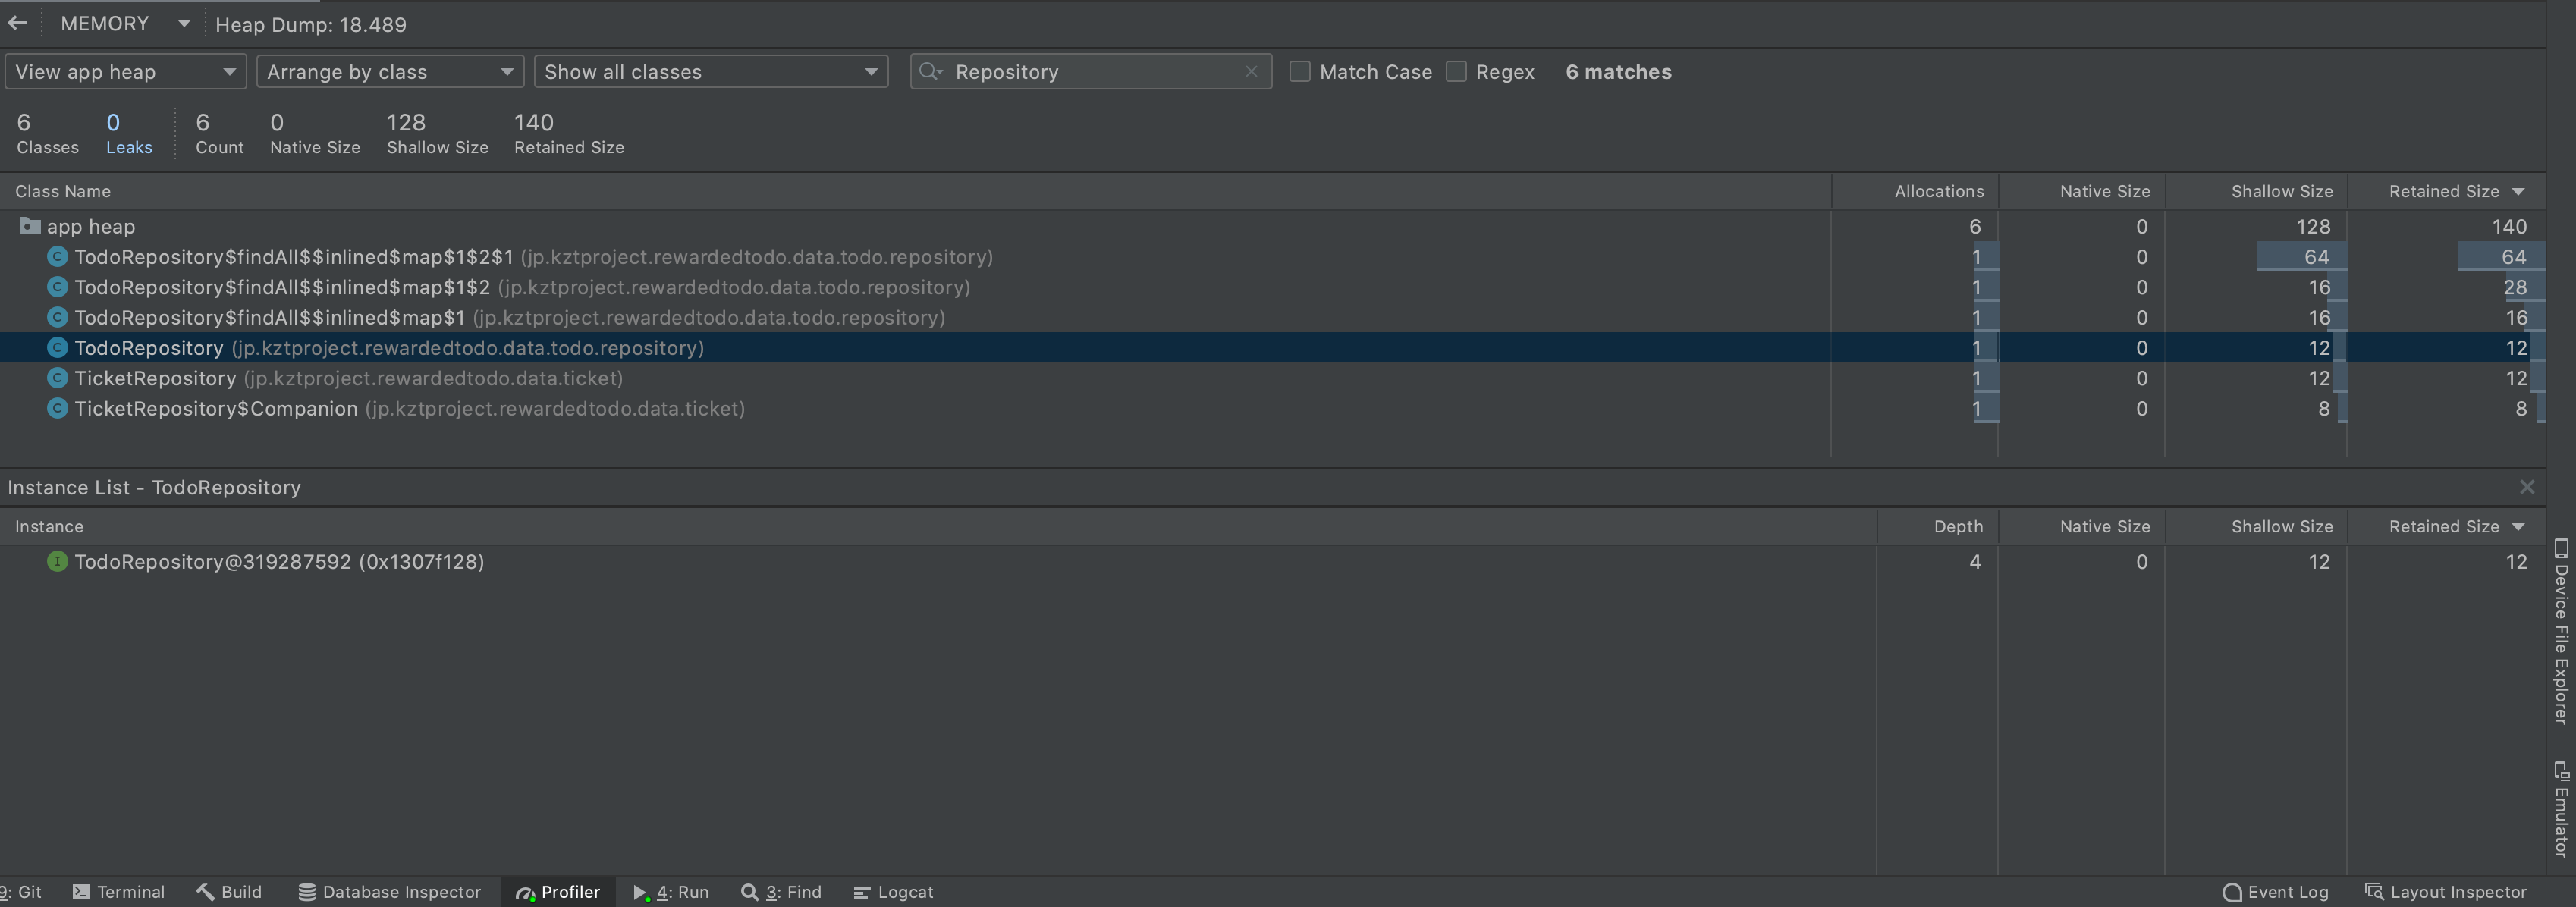 MEMORY Heap Dump: 18.489
View app heap Arrange by class Show all classes Repository Match Case Regex 6 matches
6 0 6 0 128 140
Classes Leaks Count Native Size Shallow Size Retained Size
Class Name Allocations Native Size Shallow Size Retained Size
app heap 6 0 128 140
TodoRepository$findAll$$inlined$map$1$2$1 (jp.kztproject.rewardedtodo.data.todo.repository) 1 0 64 64
TodoRepository$findAll$$inlined$map$1$2 (jp.kztproject.rewardedtodo.data.todo.repository) 1 0 16 28
TodoRepository$findAll$$inlined$map$1 (jp.kztproject.rewardedtodo.data.todo.repository) 1 0 16 16
TodoRepository (jp.kztproject.rewardedtodo.data.todo.repository) 1 0 12 12
TicketRepository (jp.kztproject.rewardedtodo.data.ticket) 1 0 12 12
TicketRepository$Companion (jp.kztproject.rewardedtodo.data.ticket) 1 0 8 8
Instance List - TodoRepository
Instance Depth Native Size Shallow Size Retained Size
TodoRepository@319287592 (0x1307f128) 4 0 12 12
Device File Explorer
Emulator
9: Git Terminal Build Database Inspector Profiler 4: Run 3: Find Logcat Event Log Layout Inspector